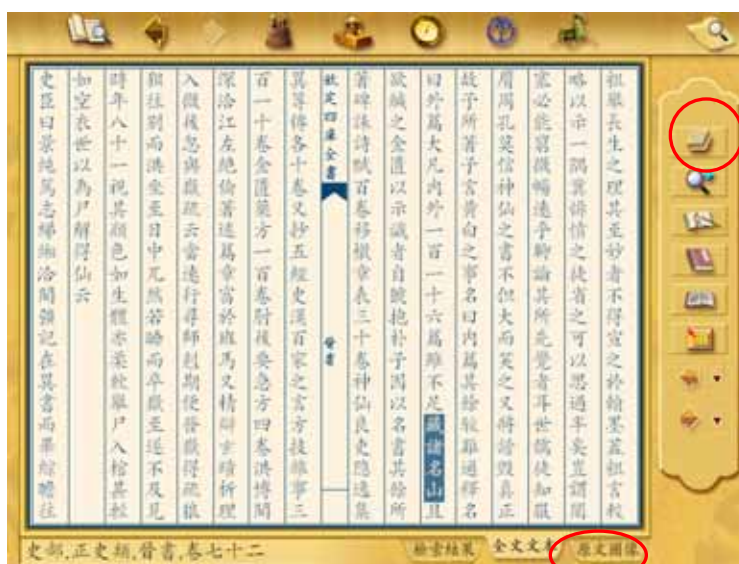 粗舉長生之理其至妙者不得宣之於翰墨蓋粗言較
略以示一隅冀悱憤之徒省之可以思過半矣豈謂闇
塞必能窮微暢遠乎聊論其所先覺者耳世儒徒知服
膺周孔莫信神仙之書不但大而笑之又將謗毀真正
故予所著子言黃白之事名曰內篇其餘駁難通釋名
曰外篇大凡內外一百一十六篇雖不足藏諸名山且
欲緘之金匱以示識者自號抱朴子因以名書其餘所
著碑誄詩賦百卷移檄章表三十卷神仙良吏隱逸集
欽定四庫全書
晉書
異等傳各十卷又抄五經史漢百家之言方技雜事三
百一十卷金匱藥方一百卷肘後要急方四卷洪博聞
深洽江左絕倫著述篇章富於班馬又精辯玄賾析理
入微後忽與嶽疏云當遠行尋師剋期便發嶽得疏狼
狽往別而洪坐至日中兀然若睡而卒嶽至遂不及見
時年八十一視其顏色如生體亦柔軟舉尸入棺甚輕
如空衣世以為尸解得仙云
史臣曰景純篤志綈緗洽聞強記在異書而畢綜瞻往
史部,正史類,晉書,卷七十二
檢索結果
全文文本
原文圖像